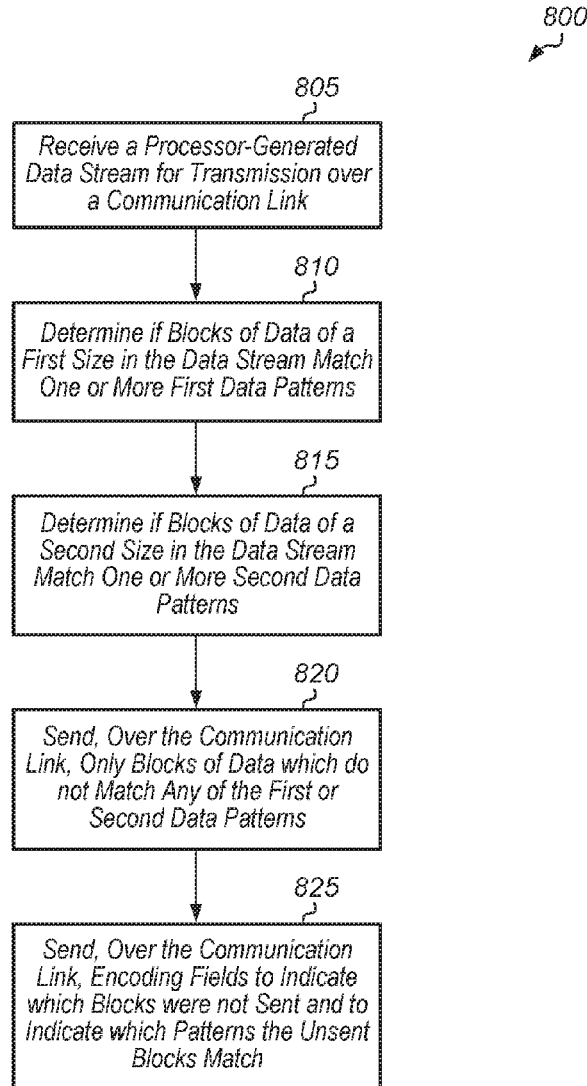 800
805
Receive a Processor-Generated
Data Stream for Transmission over
a Communication Link
810
Determine if Blocks of Data of a
First Size in the Data Stream Match
One or More First Data Patterns
815
Determine if Blocks of Data of a
Second Size in the Data Stream
Match One or More Second Data
Patterns
820
Send, Over the Communication
Link, Only Blocks of Data which do
not Match Any of the First or
Second Data Patterns
825
Send, Over the Communication
Link, Encoding Fields to Indicate
which Blocks were not Sent and to
Indicate which Patterns the Unsent
Blocks Match